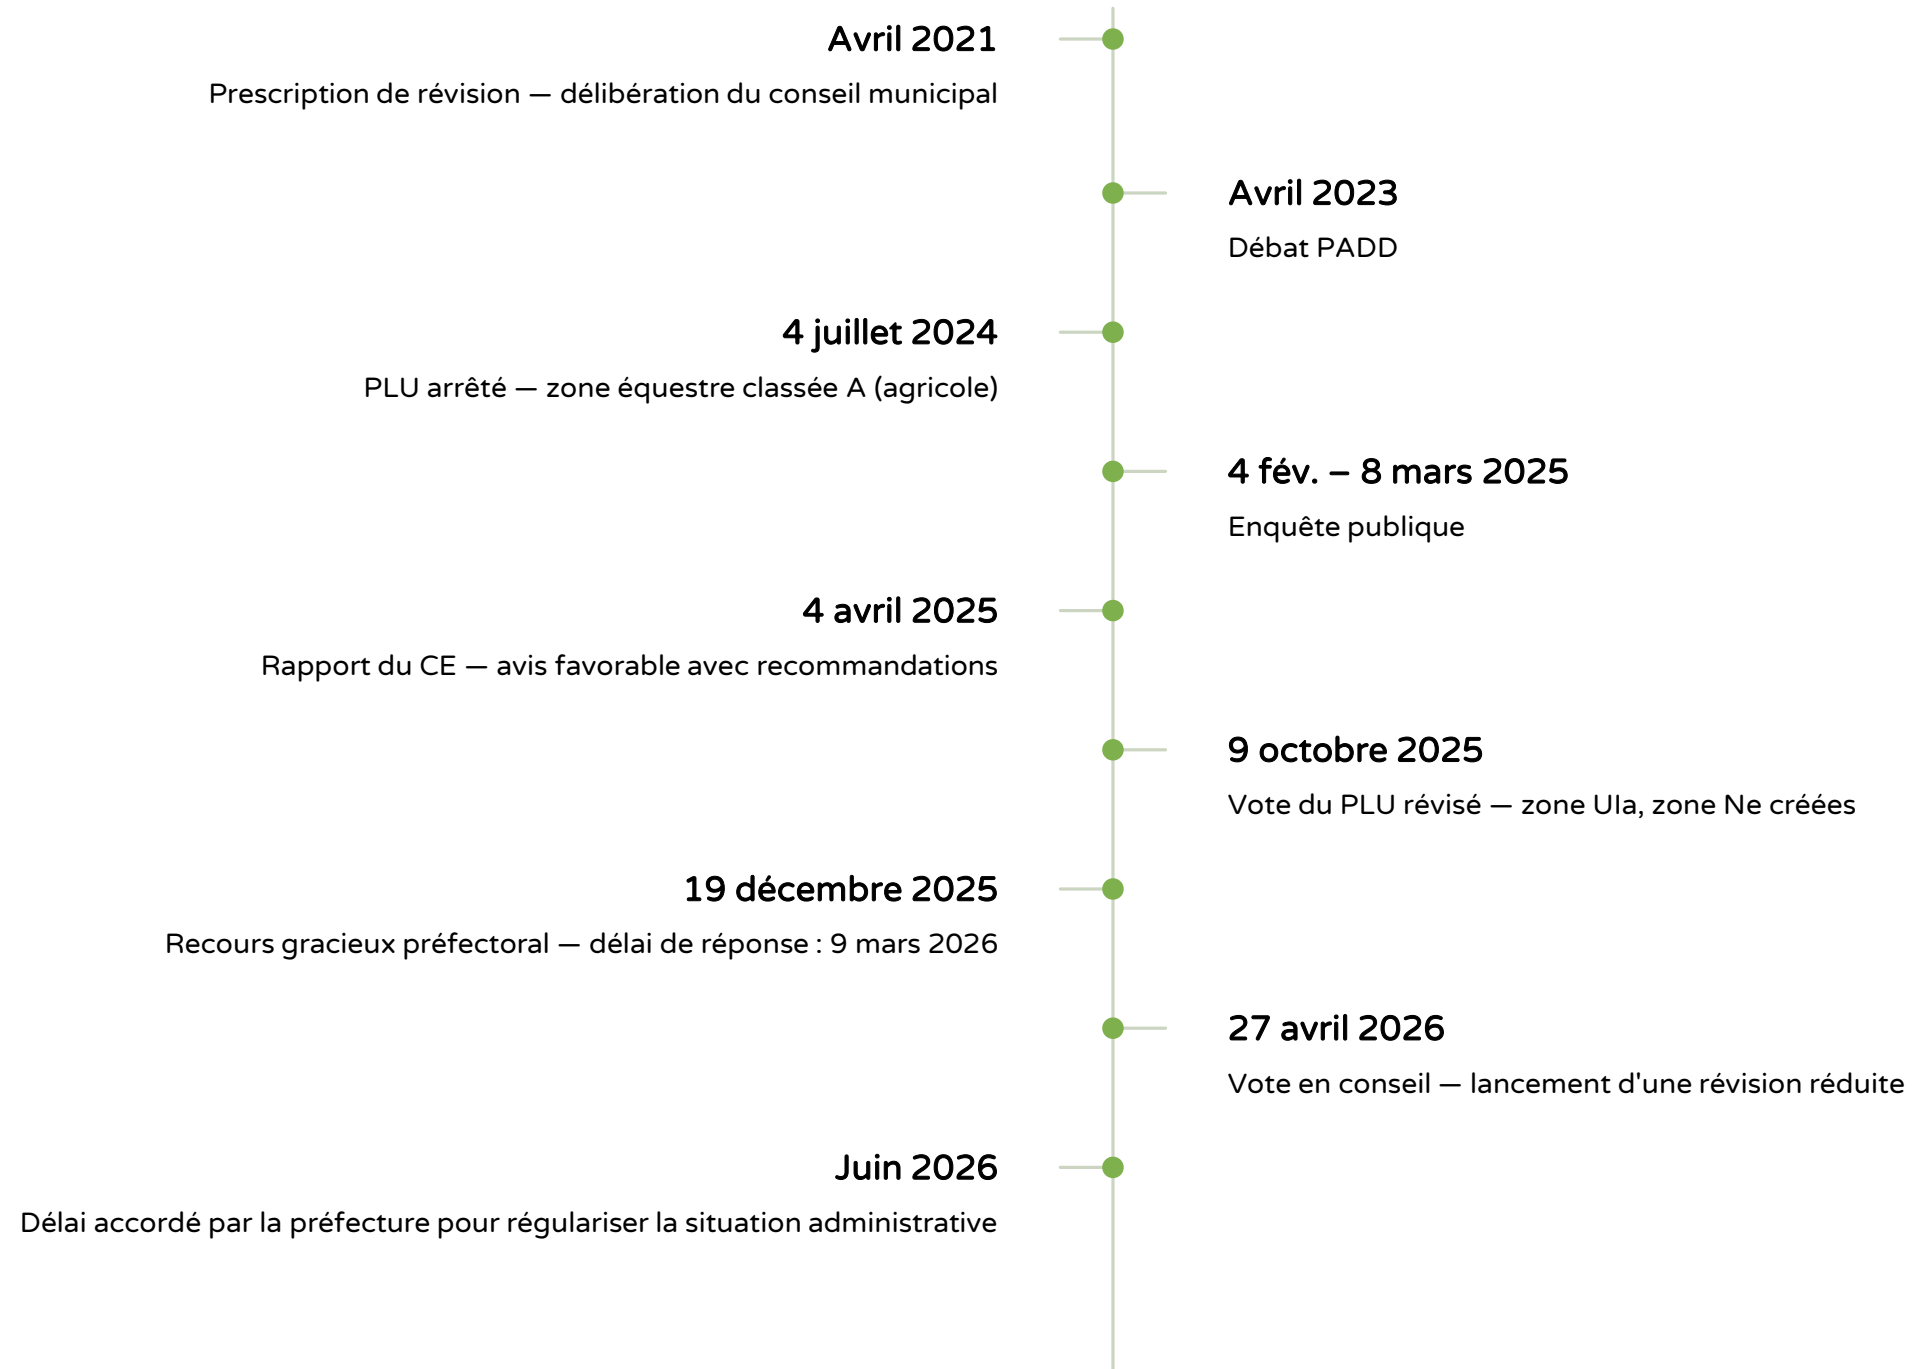 Avril 2021
Prescription de révision — délibération du conseil municipal
Avril 2023
Débat PADD
4 juillet 2024
PLU arrêté — zone équestre classée A (agricole)
4 fév. – 8 mars 2025
Enquête publique
4 avril 2025
Rapport du CE — avis favorable avec recommandations
9 octobre 2025
Vote du PLU révisé — zone UIa, zone Ne créées
19 décembre 2025
Recours gracieux préfectoral — délai de réponse : 9 mars 2026
27 avril 2026
Vote en conseil — lancement d'une révision réduite
Juin 2026
Délai accordé par la préfecture pour régulariser la situation administrative